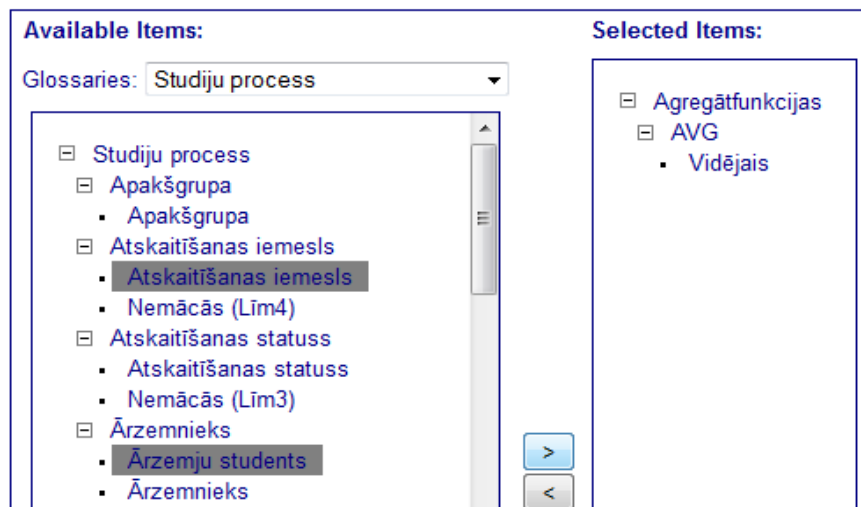 Available Items:
Glossaries: Studiju process
Studiju process
Apakšgrupa
Apakšgrupa
Atskaitīšanas iemesls
Atskaitīšanas iemesls
Nemācās (Līm4)
Atskaitīšanas statuss
Atskaitīšanas statuss
Nemācās (Līm3)
Ārzemnieks
Ārzemju students
Ārzemnieks
>
<
Selected Items:
Agregātfunkcijas
AVG
Vidējais